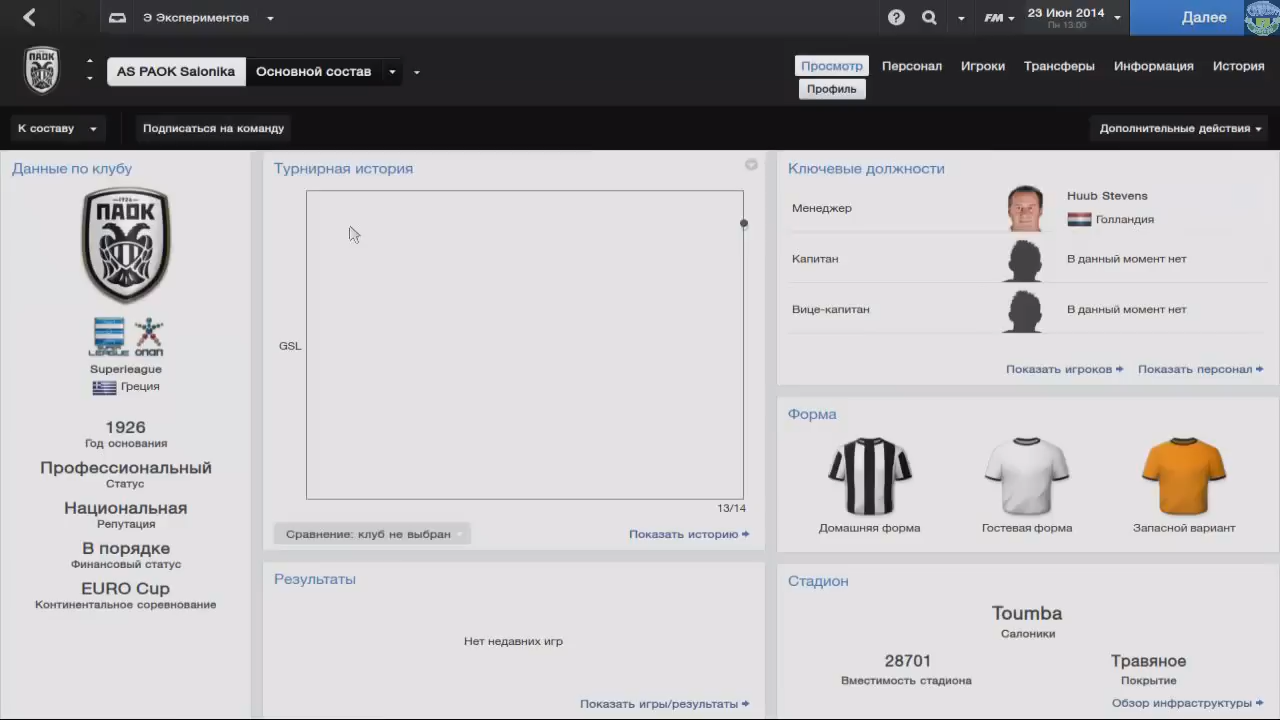 Э Экспериментов
FM
23 Июн 2014
Пн 13:00
Далее
ПАОК
AS PAOK Salonika
Основной состав
Просмотр
Персонал
Игроки
Трансферы
Информация
История
Профиль
К составу
Подписаться на команду
Дополнительные действия
Данные по клубу
1926
ПАОК
LEAGUE
Superleague
Греция
1926
Год основания
Профессиональный
Статус
Национальная
Репутация
В порядке
Финансовый статус
EURO Cup
Континентальное соревнование
Турнирная история
GSL
13/14
Сравнение: клуб не выбран
Показать историю
Результаты
Нет недавних игр
Показать игры/результаты
Ключевые должности
Менеджер
Huub Stevens
Голландия
Капитан
В данный момент нет
Вице-капитан
В данный момент нет
Показать игроков
Показать персонал
Форма
Домашняя форма
Гостевая форма
Запасной вариант
Стадион
Toumba
Салоники
28701
Вместимость стадиона
Травяное
Покрытие
Обзор инфраструктуры